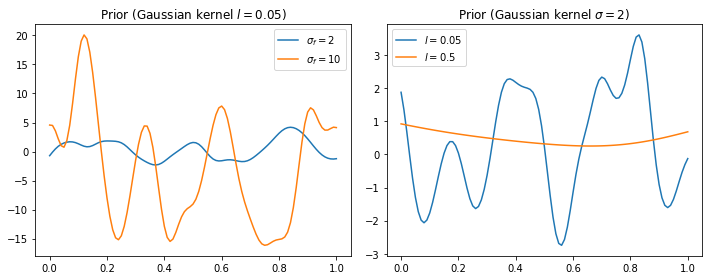 Prior (Gaussian kernel l = 0.05)
σf = 2
σf = 10
20
15
10
5
0
−5
−10
−15
0.0 0.2 0.4 0.6 0.8 1.0
Prior (Gaussian kernel σ = 2)
l = 0.05
l = 0.5
3
2
1
0
−1
−2
−3
0.0 0.2 0.4 0.6 0.8 1.0